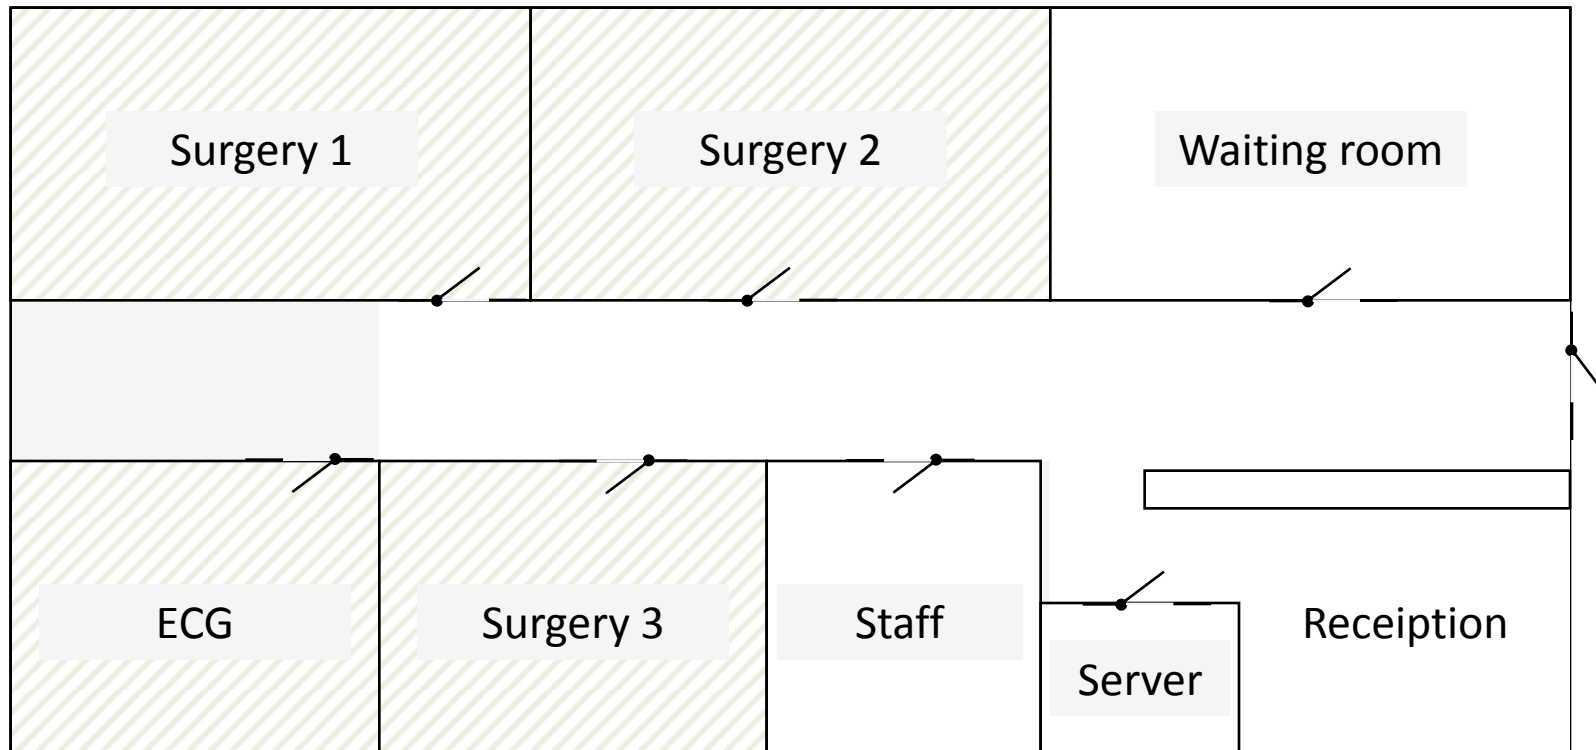 Surgery 1
Surgery 2
Waiting room
ECG
Surgery 3
Staff
Server
Receiption